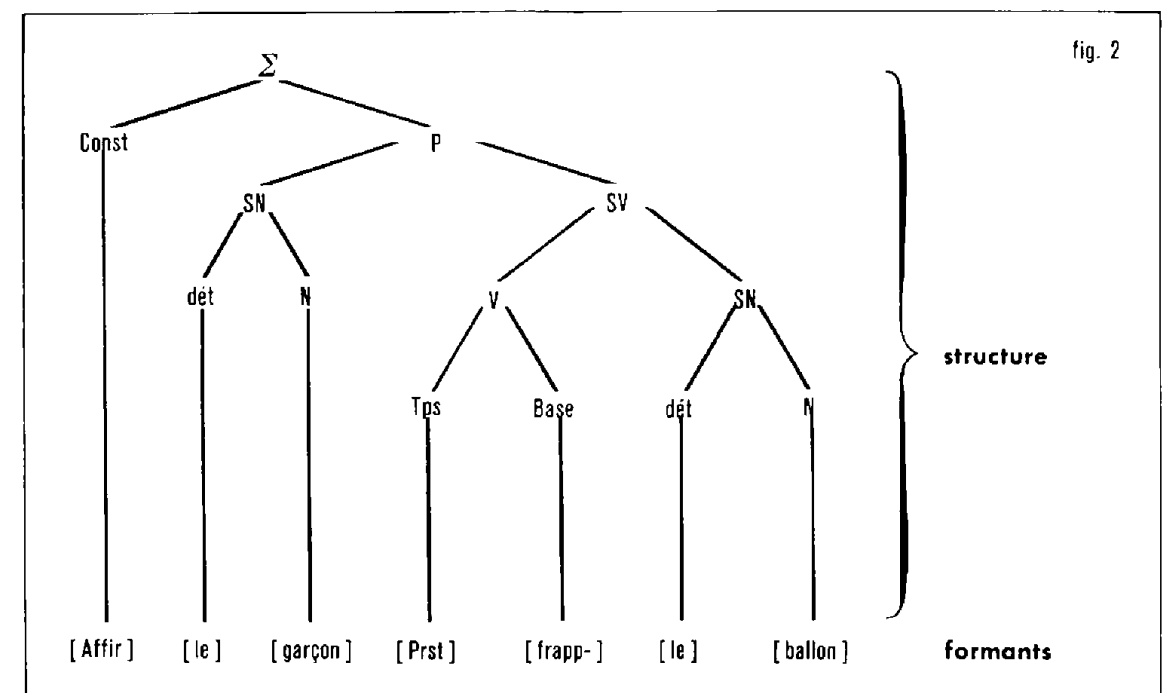 fig. 2
Σ
Const P
SN SV
dét N V SN
structure
Tps Base dét N
[Affir] [le] [garçon] [Prst] [frapp-] [le] [ballon] formants